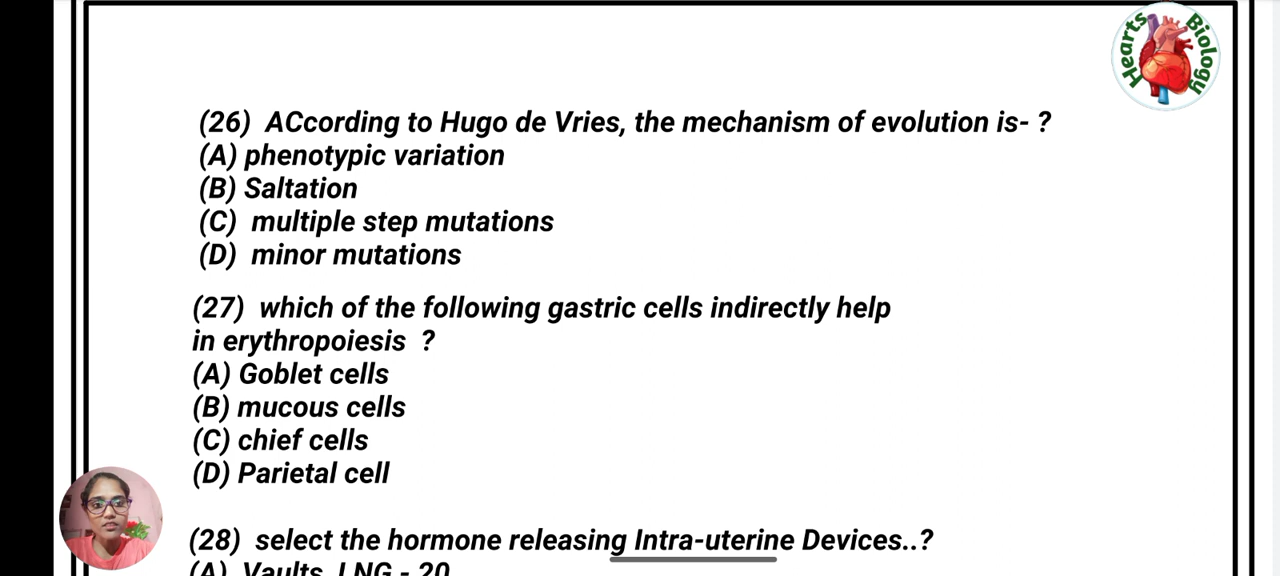 Hearts Biology
(26) ACcording to Hugo de Vries, the mechanism of evolution is- ?
(A) phenotypic variation
(B) Saltation
(C) multiple step mutations
(D) minor mutations
(27) which of the following gastric cells indirectly help
in erythropoiesis ?
(A) Goblet cells
(B) mucous cells
(C) chief cells
(D) Parietal cell
(28) select the hormone releasing Intra-uterine Devices..?
(A) Vaults, LNG - 20